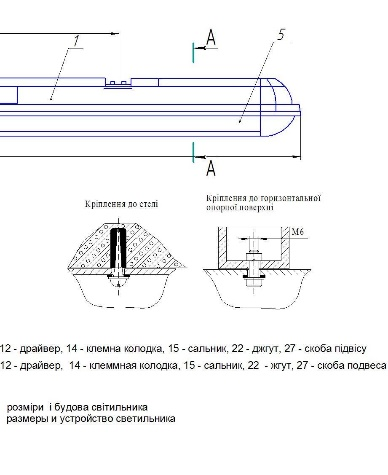 А
1
5
А
Кріплення до стелі
Кріплення до горизонтальної
опорної поверхні
М6
12 - драйвер, 14 - клемна колодка, 15 - сальник, 22 - джгут, 27 - скоба підвісу
12 - драйвер, 14 - клеммная колодка, 15 - сальник, 22 - жгут, 27 - скоба подвеса
розміри і будова світильника
размеры и устройство светильника